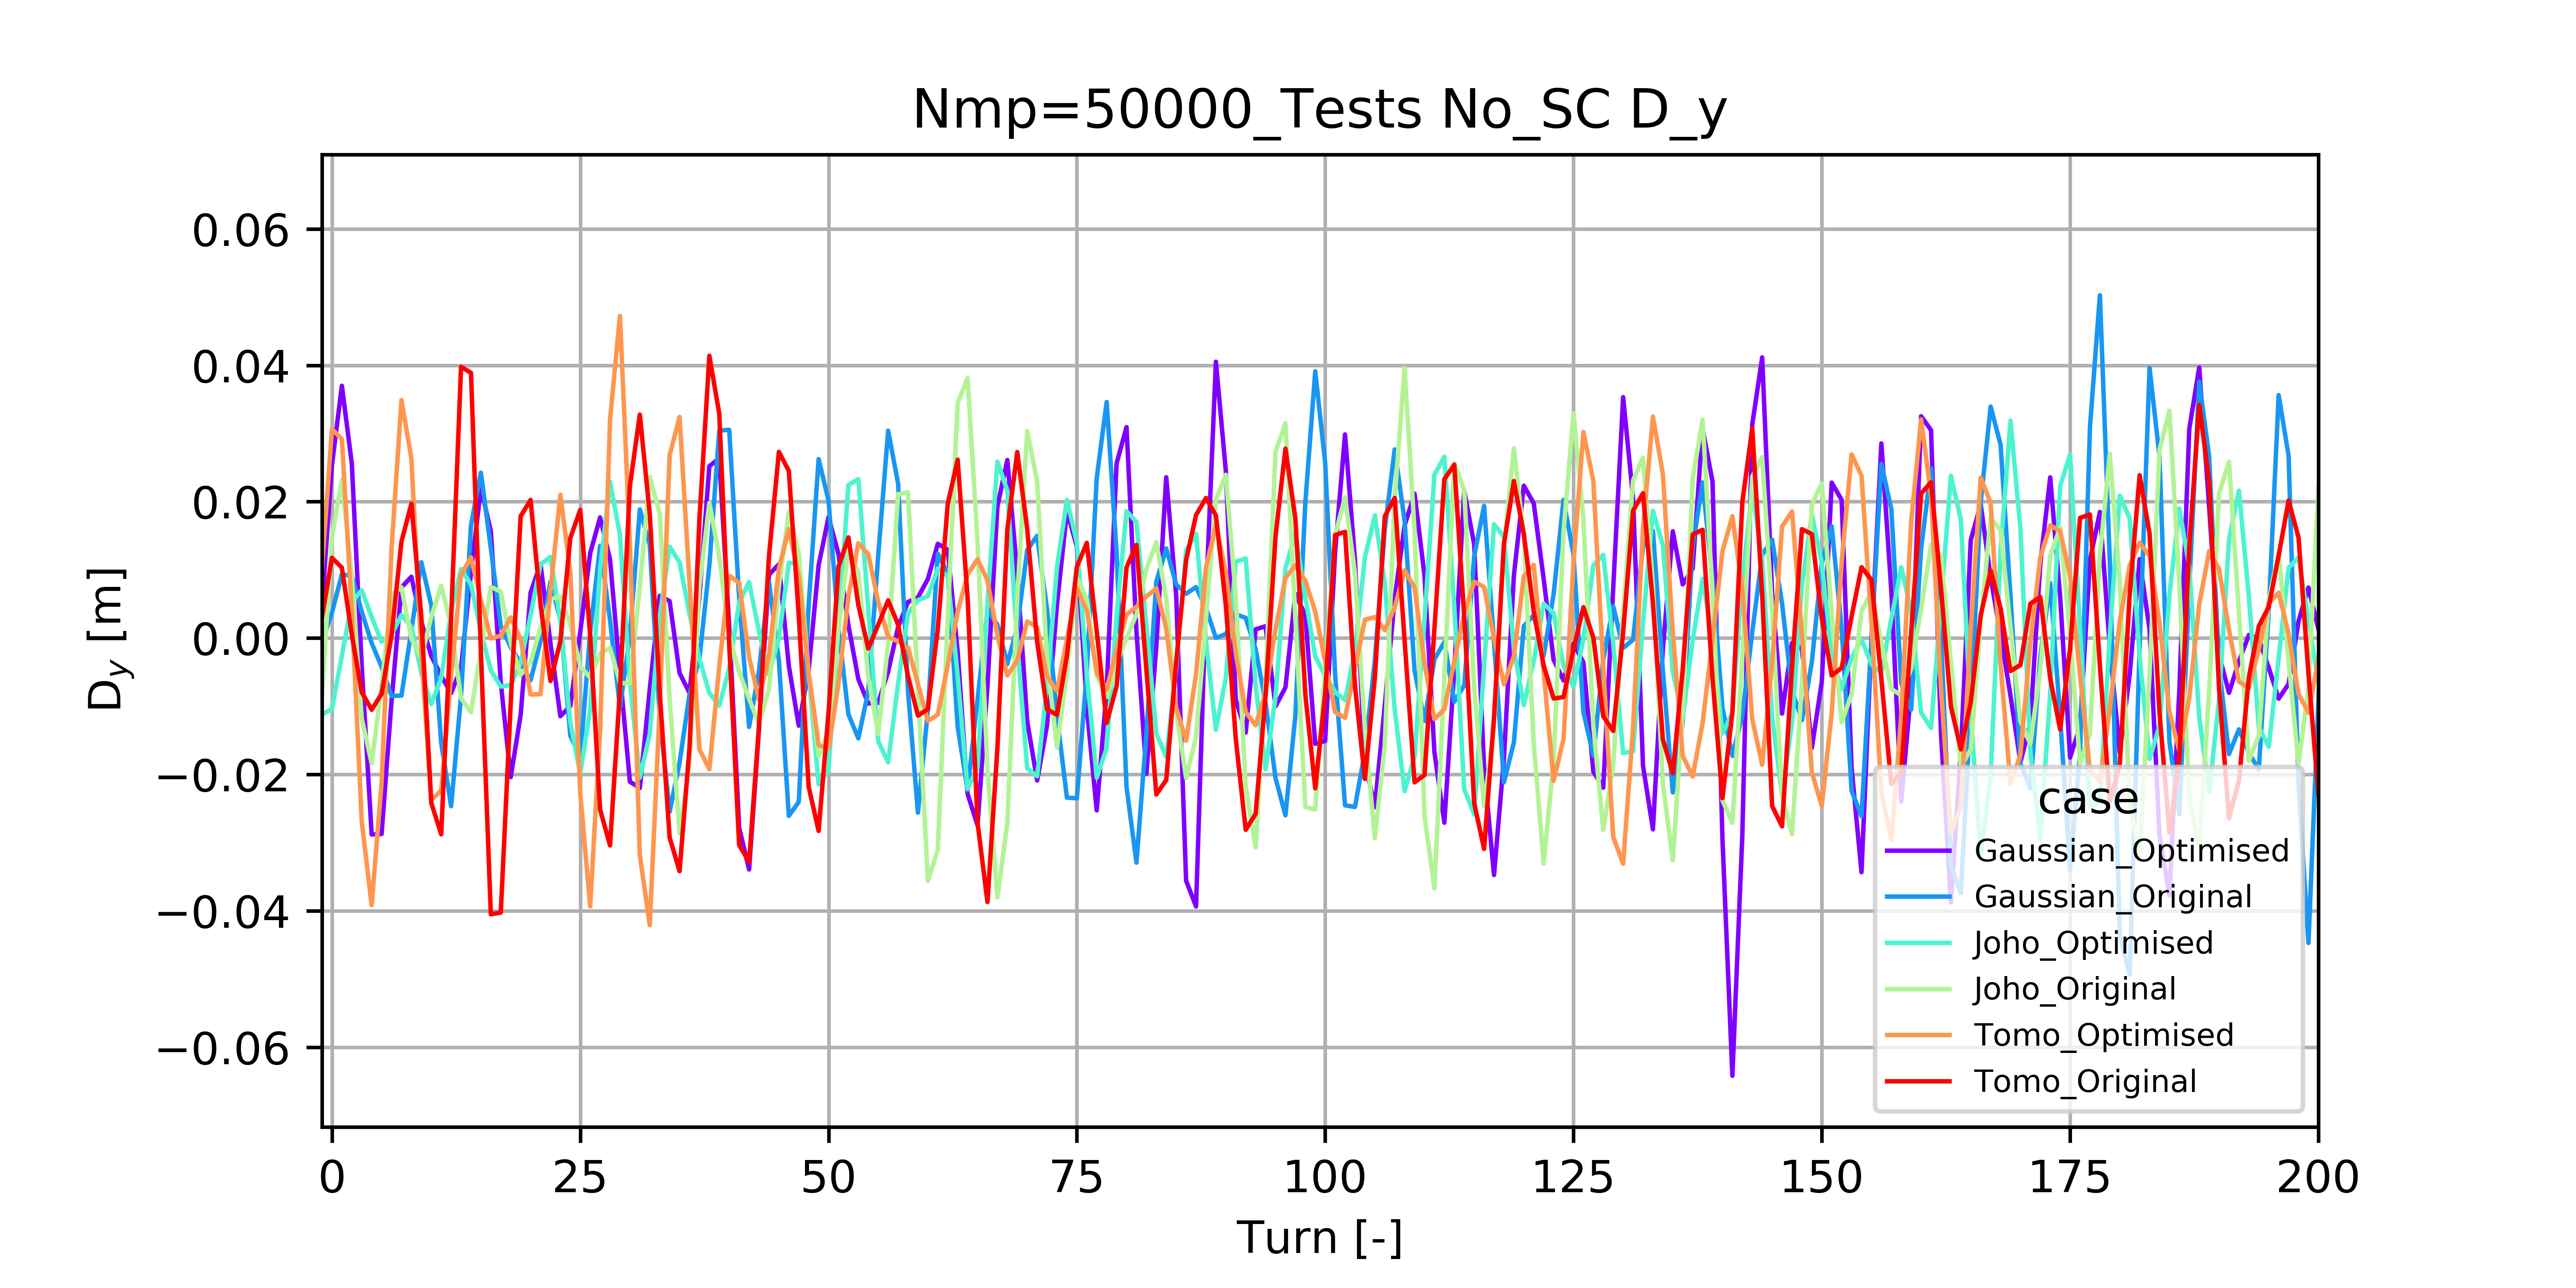 Nmp=50000_Tests No_SC D_y
D_y [m]
0.06
0.04
0.02
0.00
−0.02
−0.04
−0.06
case
Gaussian_Optimised
Gaussian_Original
Joho_Optimised
Joho_Original
Tomo_Optimised
Tomo_Original
0 25 50 75 100 125 150 175 200
Turn [-]